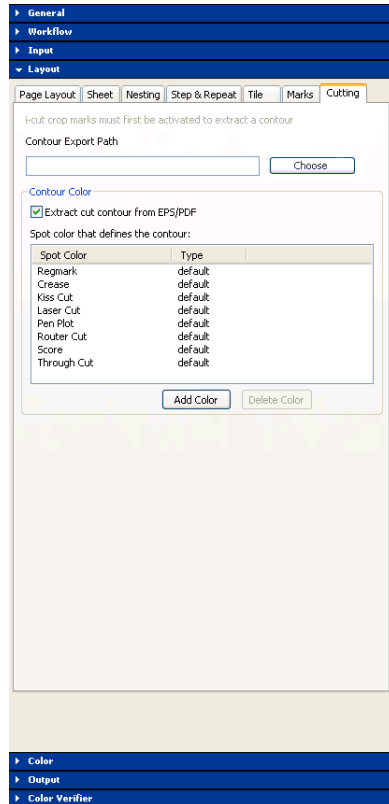 General
Workflow
Input
Layout
Page Layout Sheet Nesting Step & Repeat Tile Marks Cutting
i-cut crop marks must first be activated to extract a contour
Contour Export Path
Choose
Contour Color
Extract cut contour from EPS/PDF
Spot color that defines the contour:
Spot Color Type
Regmark default
Crease default
Kiss Cut default
Laser Cut default
Pen Plot default
Router Cut default
Score default
Through Cut default
Add Color Delete Color
Color
Output
Color Verifier